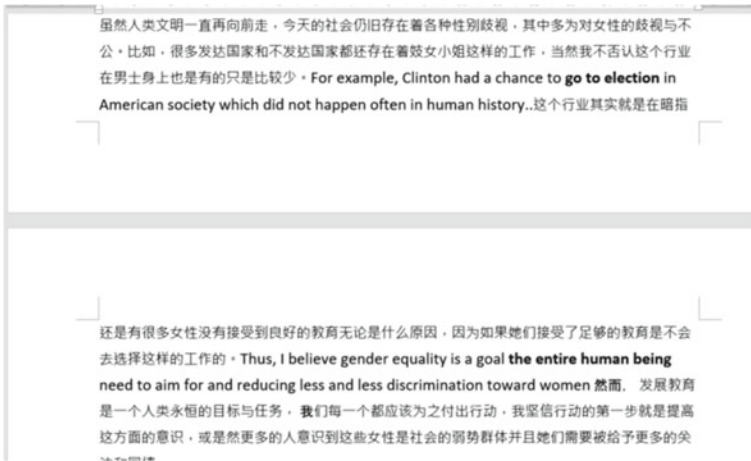 虽然人类文明一直再向前走，今天的社会仍旧存在着各种性别歧视，其中多为对女性的歧视与不
公。比如，很多发达国家和不发达国家都还存在着妓女小姐这样的工作，当然我不否认这个行业
在男士身上也是有的只是比较少。For example, Clinton had a chance to go to election in
American society which did not happen often in human history..这个行业其实就是在暗指
还是有很多女性没有接受到良好的教育无论是什么原因，因为如果她们接受了足够的教育是不会
去选择这样的工作的。Thus, I believe gender equality is a goal the entire human being
need to aim for and reducing less and less discrimination toward women 然而， 发展教育
是一个人类永恒的目标与任务， 我们每一个都应该为之付出行动，我坚信行动的第一步就是提高
这方面的意识，或是然更多的人意识到这些女性是社会的弱势群体并且她们需要被给予更多的关